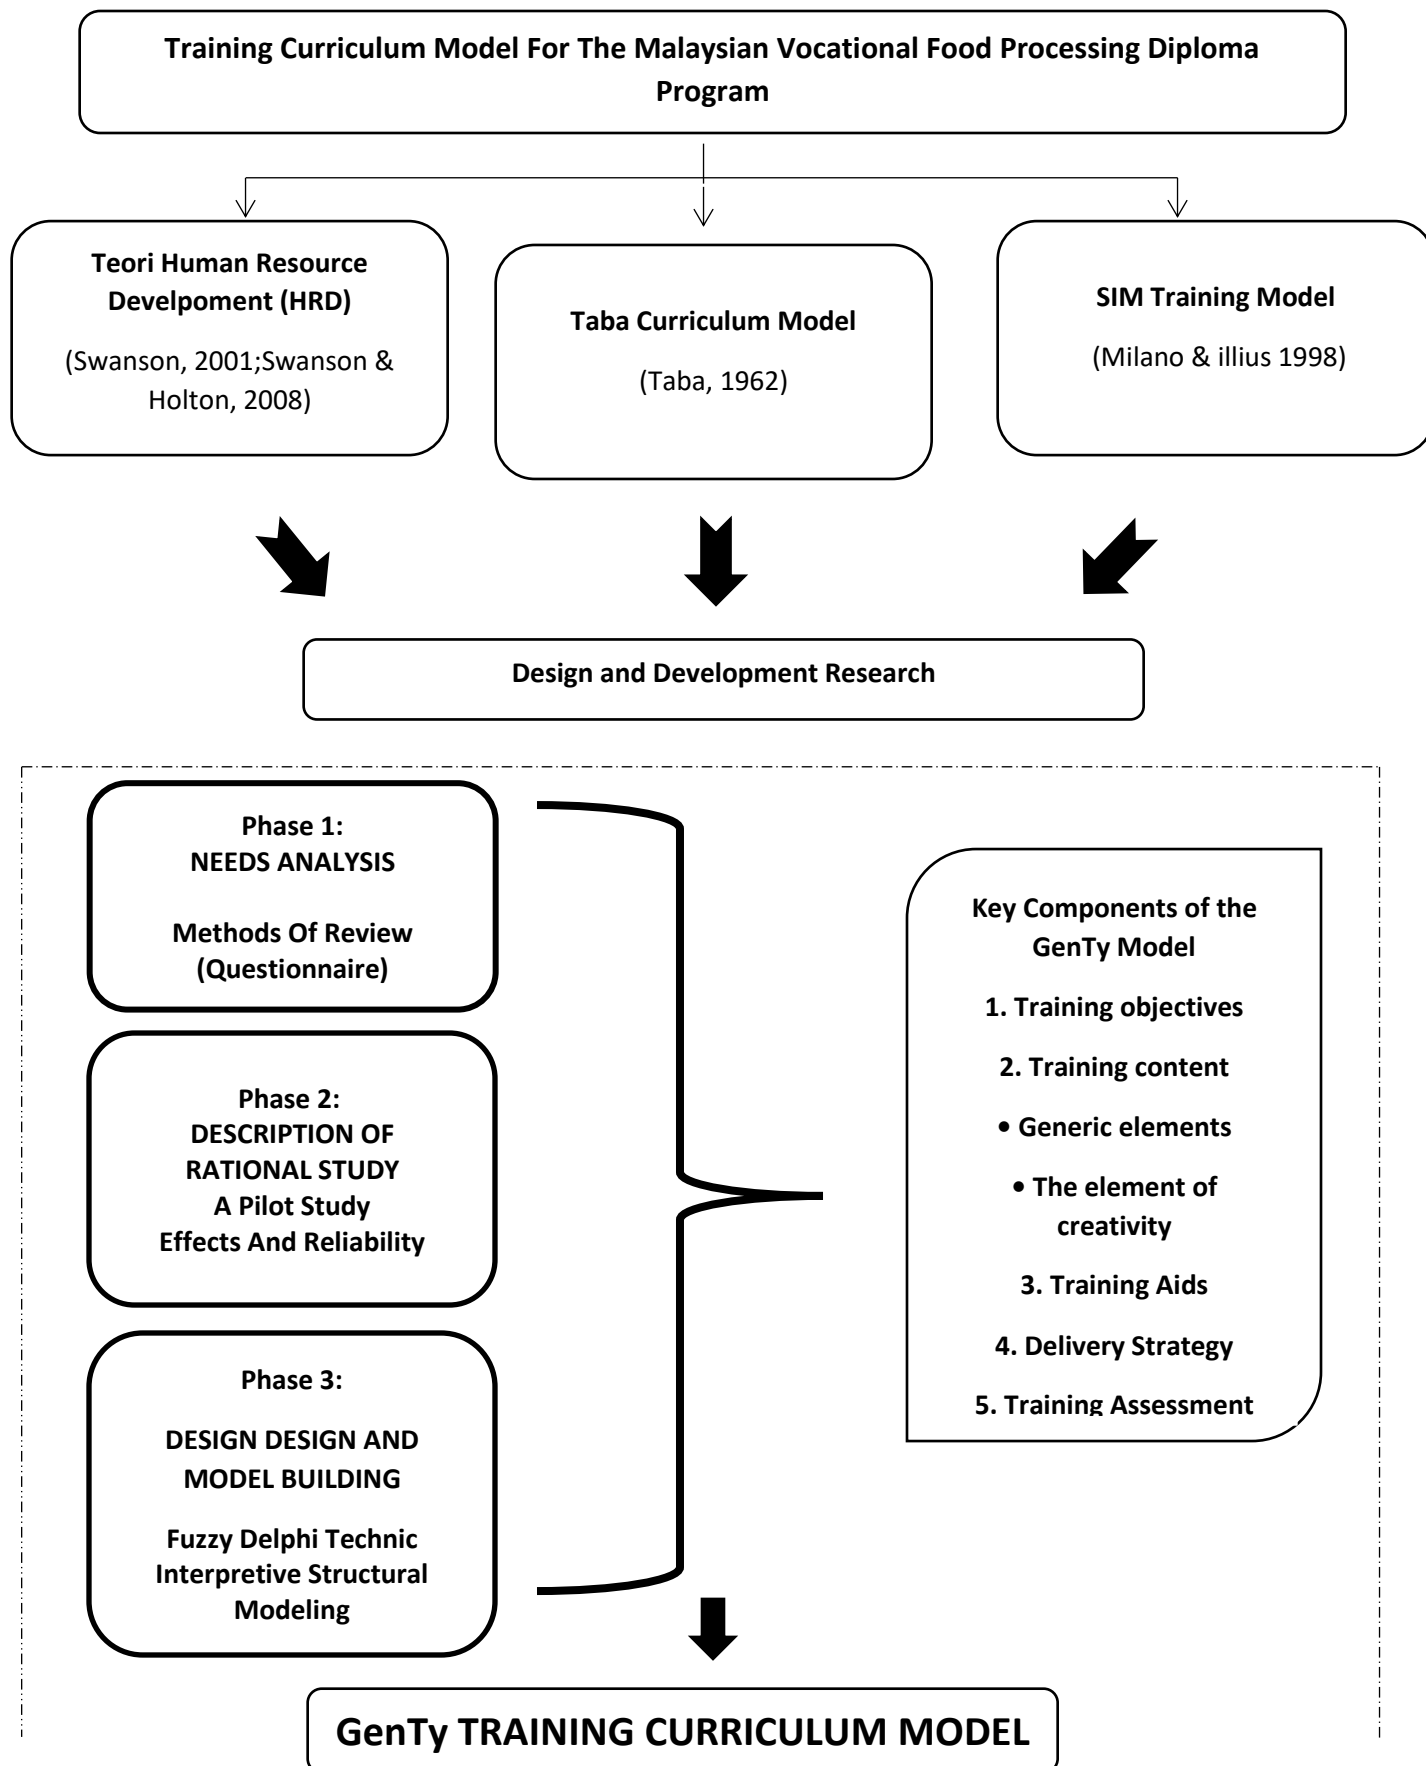 Training Curriculum Model For The Malaysian Vocational Food Processing Diploma
Program
Teori Human Resource
Develpoment (HRD)
(Swanson, 2001;Swanson &
Holton, 2008)
Taba Curriculum Model
(Taba, 1962)
SIM Training Model
(Milano & illius 1998)
Design and Development Research
Phase 1:
NEEDS ANALYSIS
Methods Of Review
(Questionnaire)
Phase 2:
DESCRIPTION OF
RATIONAL STUDY
A Pilot Study
Effects And Reliability
Phase 3:
DESIGN DESIGN AND
MODEL BUILDING
Fuzzy Delphi Technic
Interpretive Structural
Modeling
Key Components of the
GenTy Model
1. Training objectives
2. Training content
• Generic elements
• The element of
creativity
3. Training Aids
4. Delivery Strategy
5. Training Assessment
GenTy TRAINING CURRICULUM MODEL